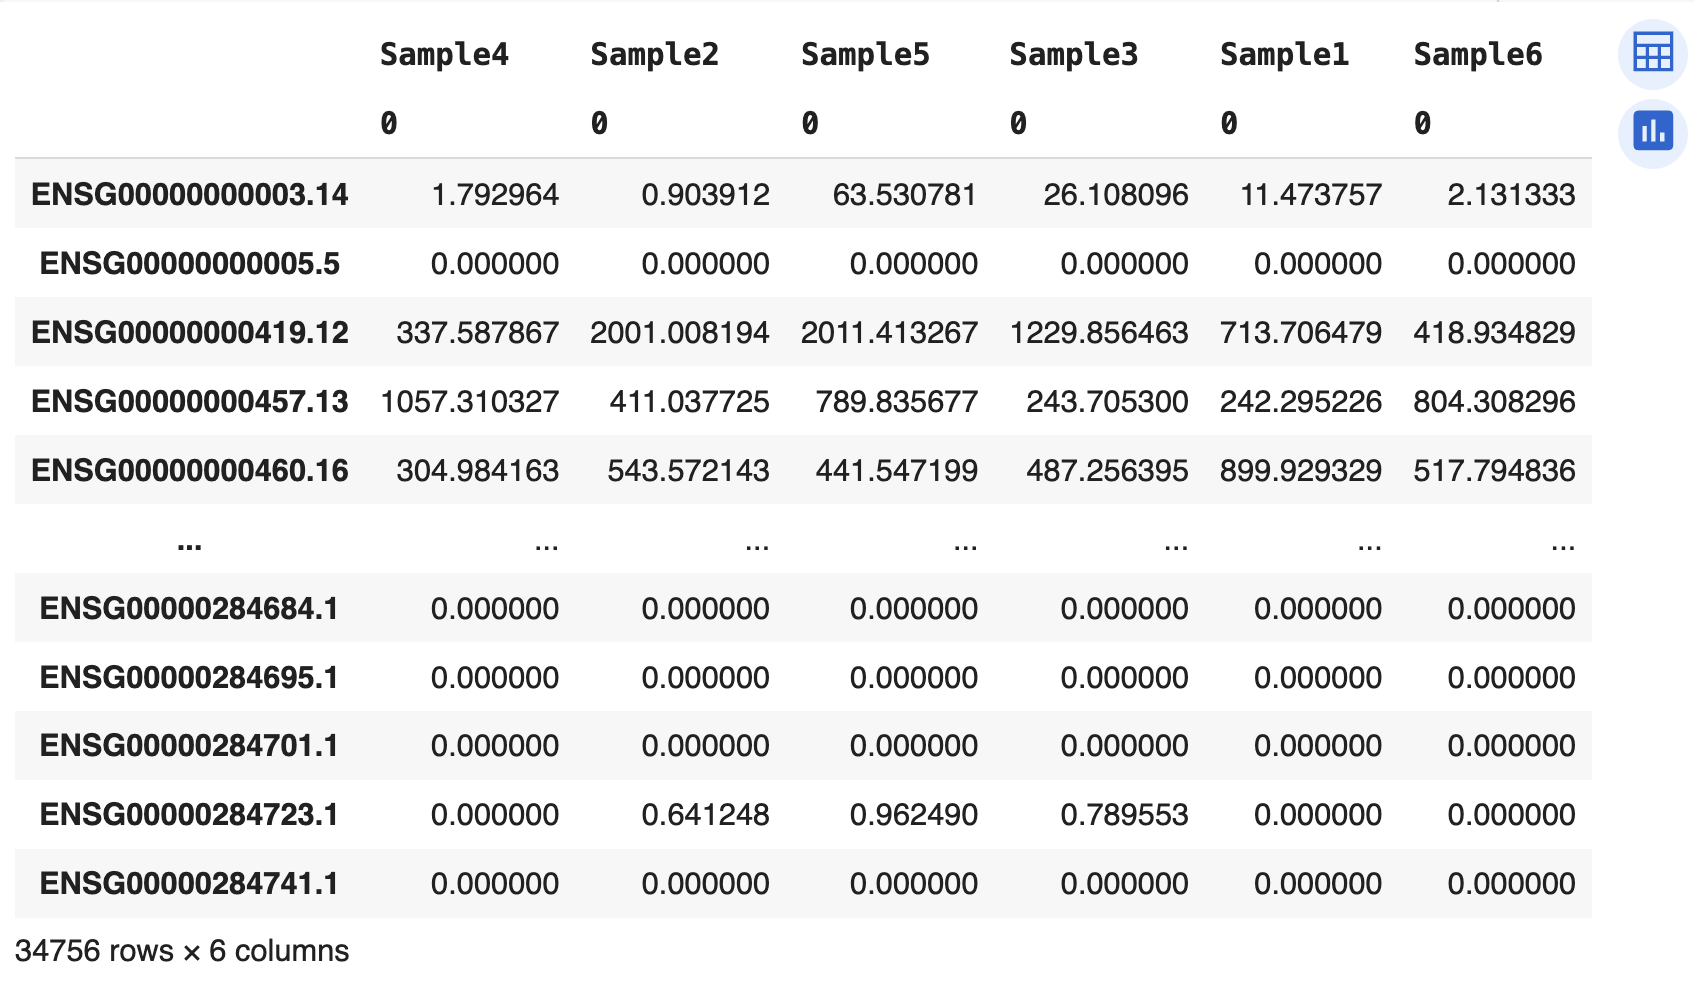 Sample4 Sample2 Sample5 Sample3 Sample1 Sample6
0 0 0 0 0 0
ENSG00000000003.14 1.792964 0.903912 63.530781 26.108096 11.473757 2.131333
ENSG00000000005.5 0.000000 0.000000 0.000000 0.000000 0.000000 0.000000
ENSG00000000419.12 337.587867 2001.008194 2011.413267 1229.856463 713.706479 418.934829
ENSG00000000457.13 1057.310327 411.037725 789.835677 243.705300 242.295226 804.308296
ENSG00000000460.16 304.984163 543.572143 441.547199 487.256395 899.929329 517.794836
... ... ... ... ... ... ...
ENSG00000284684.1 0.000000 0.000000 0.000000 0.000000 0.000000 0.000000
ENSG00000284695.1 0.000000 0.000000 0.000000 0.000000 0.000000 0.000000
ENSG00000284701.1 0.000000 0.000000 0.000000 0.000000 0.000000 0.000000
ENSG00000284723.1 0.000000 0.641248 0.962490 0.789553 0.000000 0.000000
ENSG00000284741.1 0.000000 0.000000 0.000000 0.000000 0.000000 0.000000
34756 rows × 6 columns